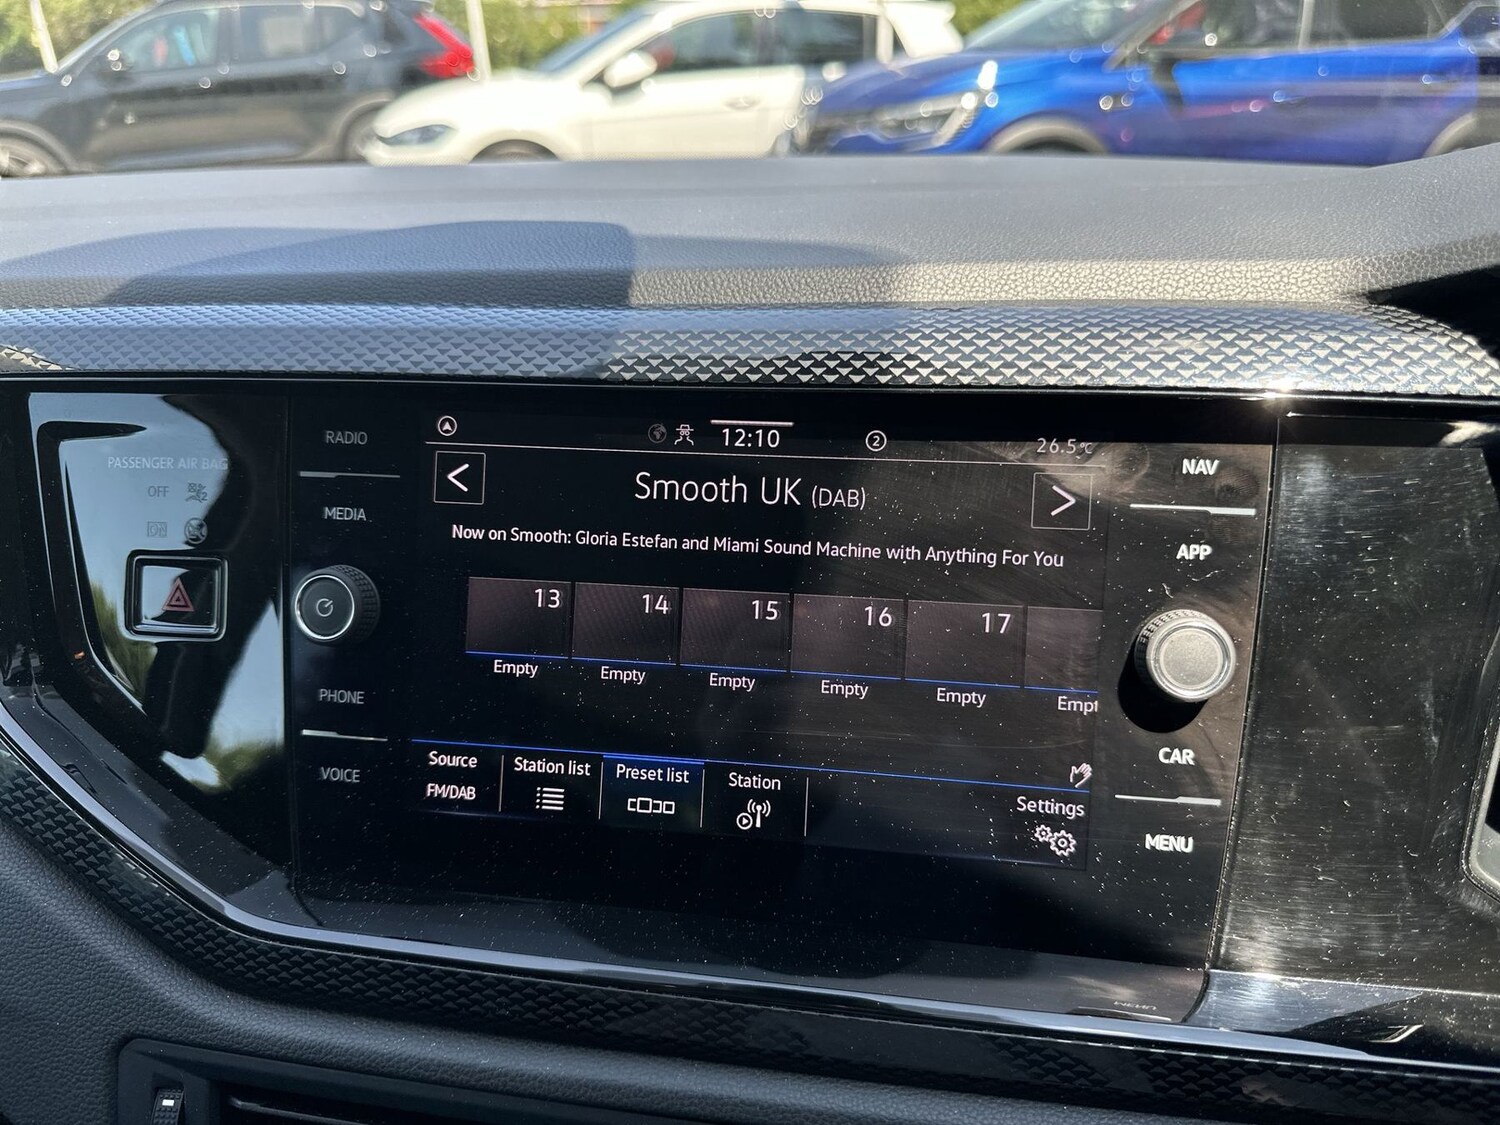 PASSENGER AIR BAG
OFF
ON
RADIO
MEDIA
PHONE
VOICE
12:10
2
26.5°C
Smooth UK (DAB)
Now on Smooth: Gloria Estefan and Miami Sound Machine with Anything For You
13 14 15 16 17
Empty Empty Empty Empty Empty Empt
Source
FM/DAB
Station list
Preset list
Station
Settings
NAV
APP
CAR
MENU